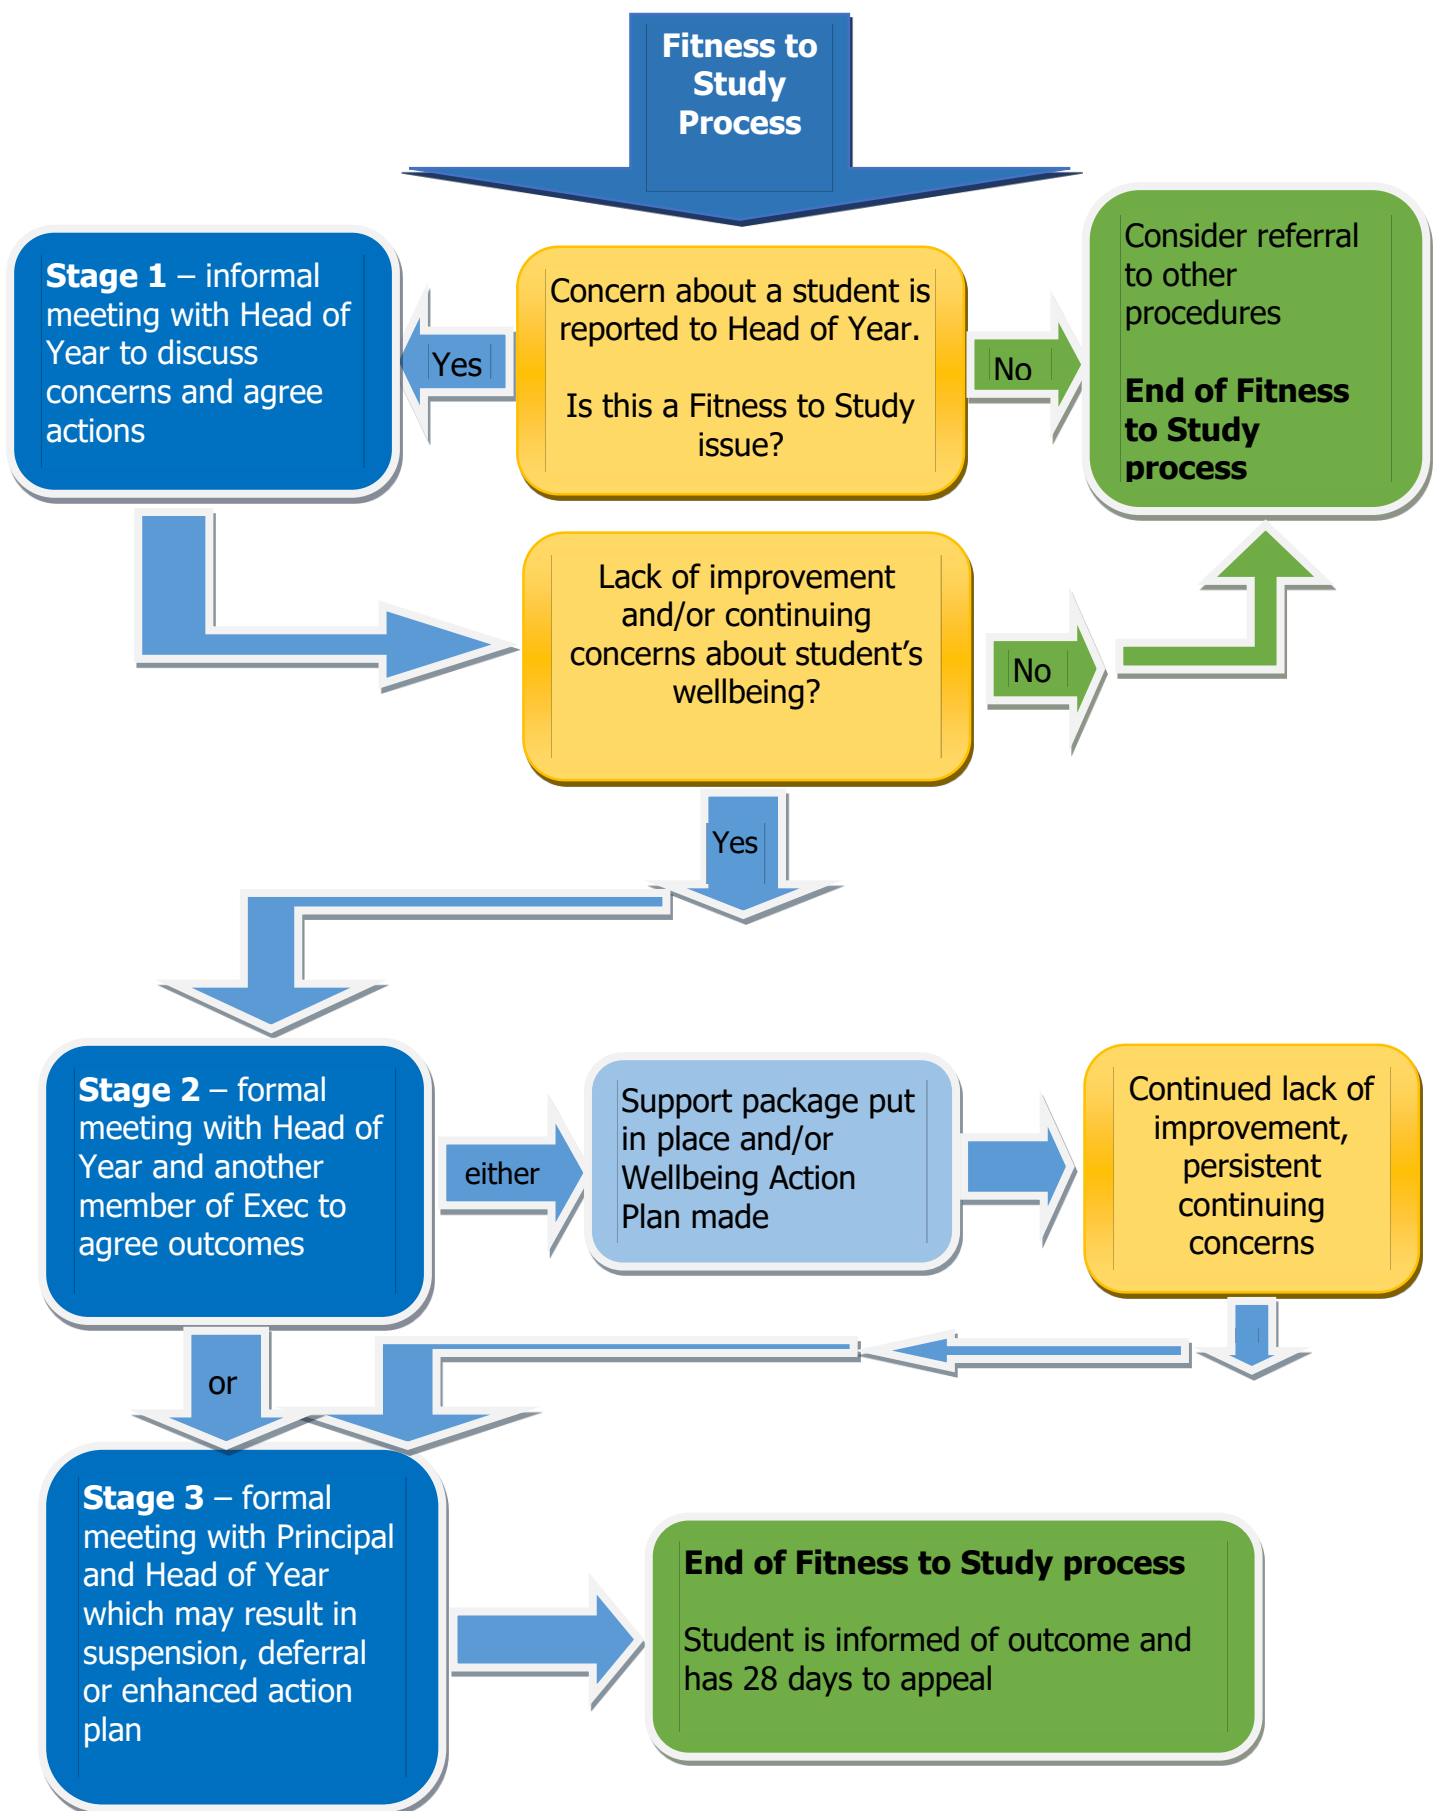 Fitness to
Study
Process
Stage 1 – informal
meeting with Head of
Year to discuss
concerns and agree
actions
Yes
Concern about a student is
reported to Head of Year.
Is this a Fitness to Study
issue?
No
Consider referral
to other
procedures
End of Fitness
to Study
process
Lack of improvement
and/or continuing
concerns about student’s
wellbeing?
No
Yes
Stage 2 – formal
meeting with Head of
Year and another
member of Exec to
agree outcomes
either
Support package put
in place and/or
Wellbeing Action
Plan made
Continued lack of
improvement,
persistent
continuing
concerns
or
Stage 3 – formal
meeting with Principal
and Head of Year
which may result in
suspension, deferral
or enhanced action
plan
End of Fitness to Study process
Student is informed of outcome and
has 28 days to appeal